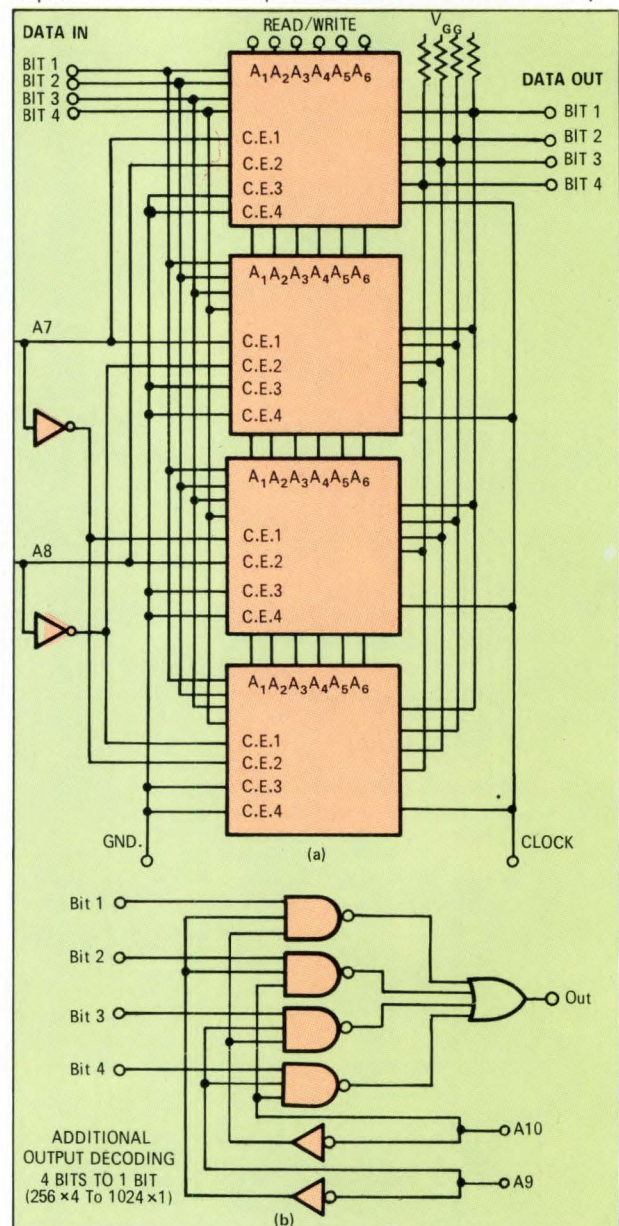 DATA IN
READ/WRITE
V_GG
BIT 1
BIT 2
BIT 3
BIT 4
A1A2A3A4A5A6
DATA OUT
BIT 1
BIT 2
BIT 3
BIT 4
C.E.1
C.E.2
C.E.3
C.E.4
A1A2A3A4A5A6
A7
C.E.1
C.E.2
C.E.3
C.E.4
A1A2A3A4A5A6
A8
C.E.1
C.E.2
C.E.3
C.E.4
A1A2A3A4A5A6
C.E.1
C.E.2
C.E.3
C.E.4
GND.
(a)
CLOCK
Bit 1
Bit 2
Bit 3
Bit 4
Out
ADDITIONAL
OUTPUT DECODING
4 BITS TO 1 BIT
(256 ×4 To 1024 ×1)
A10
A9
(b)